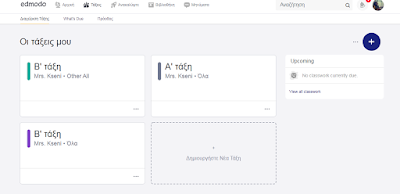 edmodo
Αρχική Τάξεις Ανακαλύψτε Βιβλιοθήκη Μηνύματα Αναζήτηση
Διαχείριση Τάξης What's Due Πρόοδος
Οι τάξεις μου
Β' τάξη
Mrs. Kseni • Other All
Α' τάξη
Mrs. Kseni • Όλα
Upcoming
No classwork currently due.
View all classwork
Β' τάξη
Mrs. Kseni • Όλα
+
Δημιουργήστε Νέα Τάξη